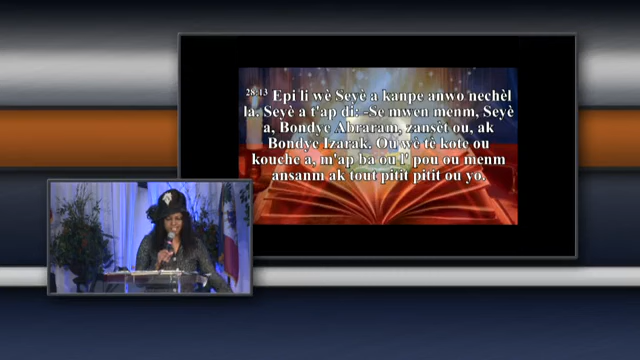 28:13 Epi li wè Seyè a kanpe anwo nechèl
la. Seyè a t'ap di: -Se mwen menm, Seyè
a, Bondye Abraram, zansèt ou, ak
Bondye Izarak. Ou wè tè kote ou
kouche a, m'ap ba ou l' pou ou menm
ansanm ak tout pitit pitit ou yo.